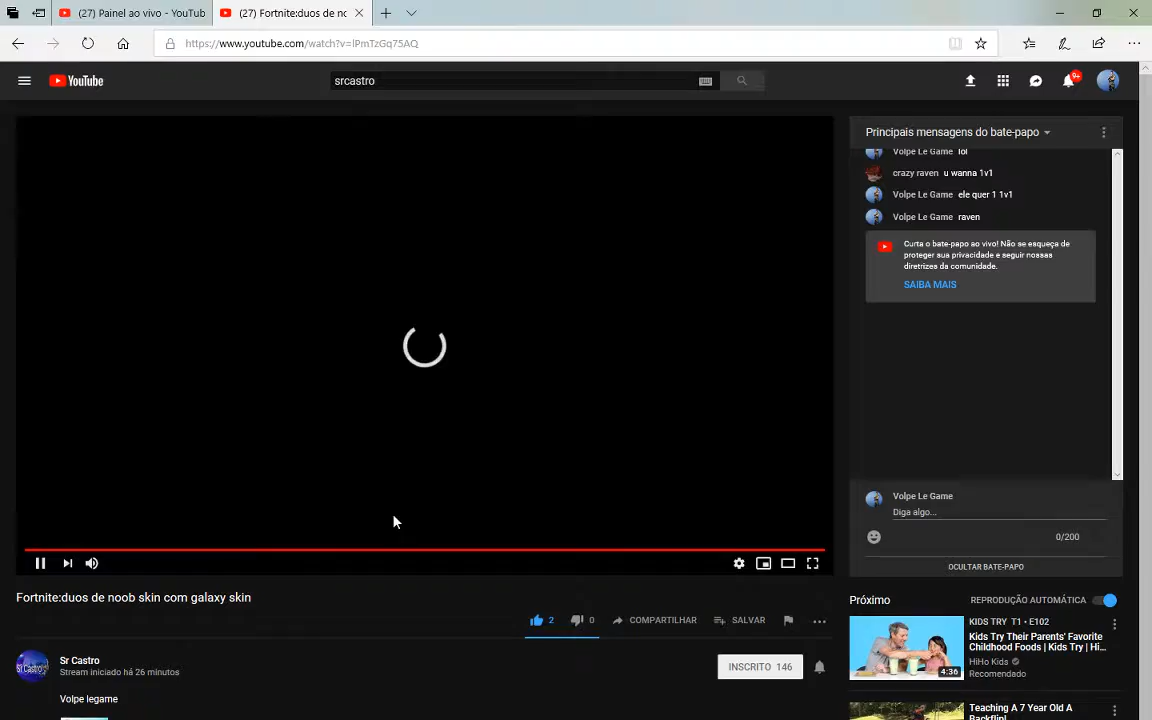 (27) Painel ao vivo - YouTub
(27) Fortnite:duos de no
https://www.youtube.com/watch?v=lPmTzGq75AQ
YouTube
srcastro
9+
Principais mensagens do bate-papo
Volpe Le Game lol
crazy raven u wanna 1v1
Volpe Le Game ele quer 1 1v1
Volpe Le Game raven
Curta o bate-papo ao vivo! Não se esqueça de
proteger sua privacidade e seguir nossas
diretrizes da comunidade.
SAIBA MAIS
Volpe Le Game
Diga algo...
0/200
OCULTAR BATE-PAPO
Fortnite:duos de noob skin com galaxy skin
2 0 COMPARTILHAR SALVAR
Sr Castro
Stream iniciado há 26 minutos
INSCRITO 146
Volpe legame
Próximo REPRODUÇÃO AUTOMÁTICA
KIDS TRY T1 • E102
Kids Try Their Parents' Favorite
Childhood Foods | Kids Try | Hi...
HiHo Kids
Recomendado
4:36
Teaching A 7 Year Old A
Backflip!